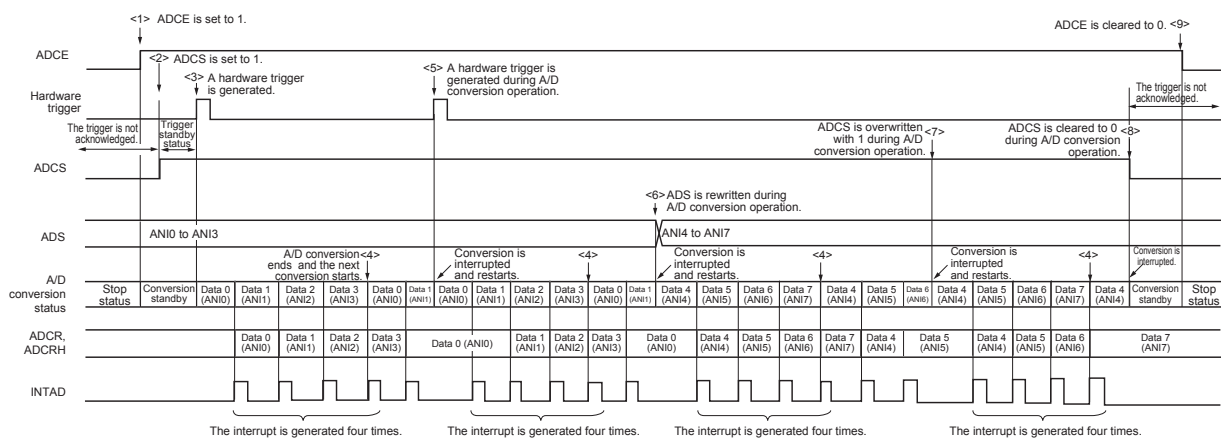 <1> ADCE is set to 1.
ADCE is cleared to 0. <9>
ADCE
<2> ADCS is set to 1.
<3> A hardware trigger
is generated.
<5> A hardware trigger is
generated during A/D
conversion operation.
The trigger is not
acknowledged.
Hardware
trigger
The trigger is not
acknowledged.
Trigger
standby
status
ADCS is overwritten
with 1 during A/D
conversion operation.
<7>
ADCS is cleared to 0
during A/D conversion
operation.
<8>
ADCS
<6> ADS is rewritten during
A/D conversion operation.
ADS
ANI0 to ANI3
ANI4 to ANI7
A/D conversion
ends and the next
conversion starts.
<4>
Conversion is
interrupted
and restarts.
<4>
Conversion is
interrupted
and restarts.
<4>
Conversion is
interrupted
and restarts.
<4>
Conversion is
interrupted.
A/D
conversion
status
Stop
status
Conversion
standby
Data 0
(ANI0)
Data 1
(ANI1)
Data 2
(ANI2)
Data 3
(ANI3)
Data 0
(ANI0)
Data 1
(ANI1)
Data 0
(ANI0)
Data 1
(ANI1)
Data 2
(ANI2)
Data 3
(ANI3)
Data 0
(ANI0)
Data 1
(ANI1)
Data 4
(ANI4)
Data 5
(ANI5)
Data 6
(ANI6)
Data 7
(ANI7)
Data 4
(ANI4)
Data 5
(ANI5)
Data 6
(ANI6)
Data 4
(ANI4)
Data 5
(ANI5)
Data 6
(ANI6)
Data 7
(ANI7)
Data 4
(ANI4)
Conversion
standby
Stop
status
ADCR,
ADCRH
Data 0
(ANI0)
Data 1
(ANI1)
Data 2
(ANI2)
Data 3
(ANI3)
Data 0 (ANI0)
Data 1
(ANI1)
Data 2
(ANI2)
Data 3
(ANI3)
Data 0
(ANI0)
Data 4
(ANI4)
Data 5
(ANI5)
Data 6
(ANI6)
Data 7
(ANI7)
Data 4
(ANI4)
Data 5
(ANI5)
Data 4
(ANI4)
Data 5
(ANI5)
Data 6
(ANI6)
Data 7
(ANI7)
INTAD
The interrupt is generated four times.
The interrupt is generated four times.
The interrupt is generated four times.
The interrupt is generated four times.